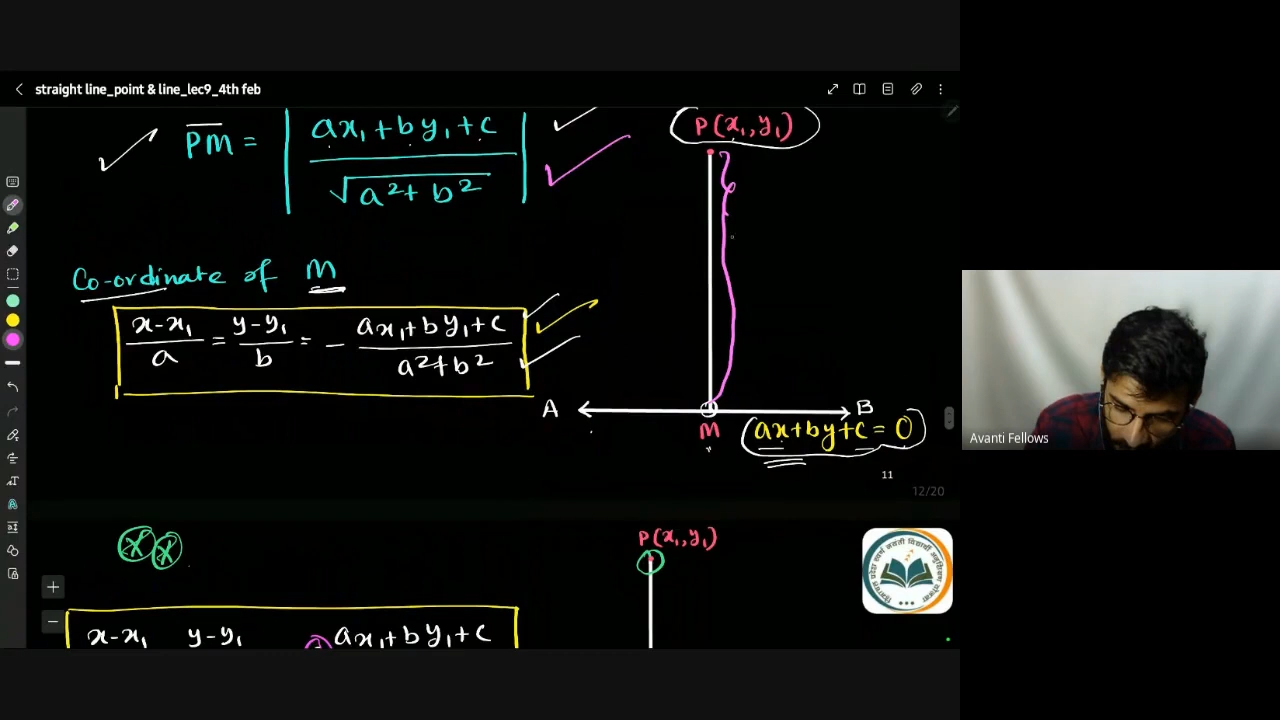 straight line_point & line_lec9_4th feb
PM = | ax₁ + by₁ + c / √a² + b² |
P(x₁, y₁)
Co-ordinate of M
x-x₁ / a = y-y₁ / b = - ax₁ + by₁ + c / a² + b²
A
B
M
ax+by+c = 0
Avanti Fellows
11
12/20
P(x₁, y₁)
x-x₁ y-y₁ ax₁ + by₁ + c